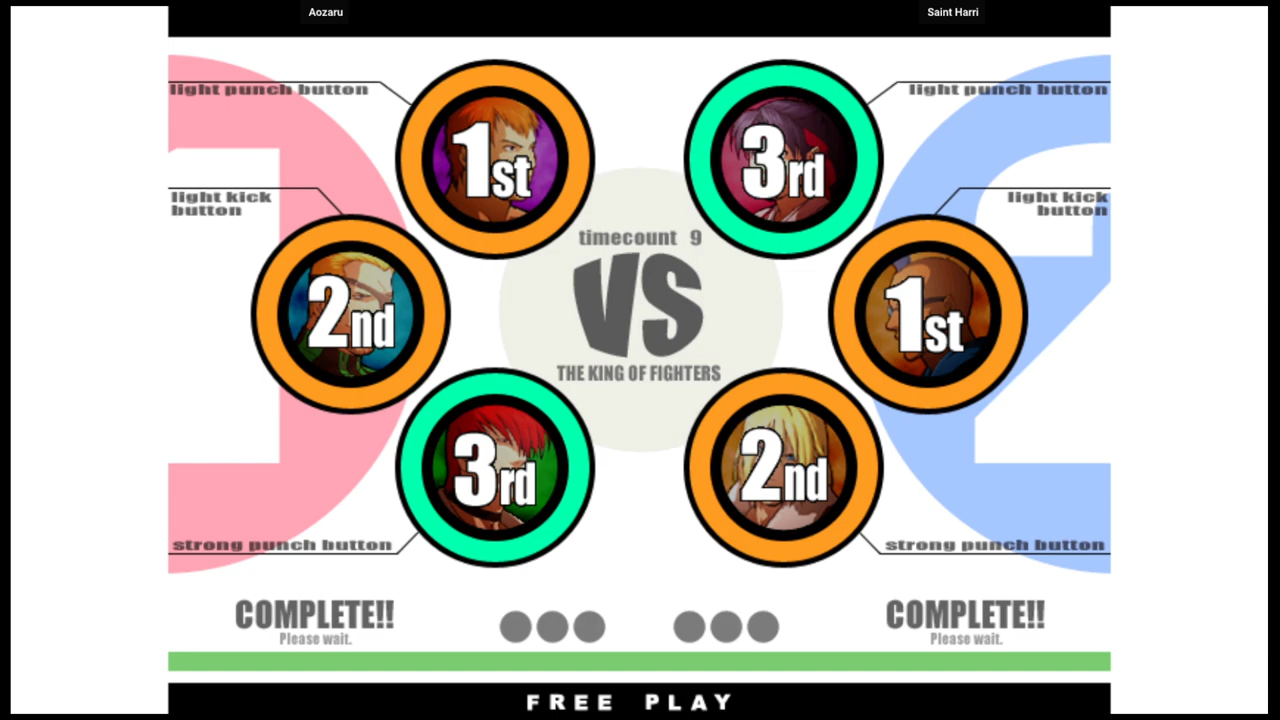 Aozaru
Saint Harri
light punch button
light punch button
1st
3rd
light kick
button
light kick
button
timecount 9
VS
THE KING OF FIGHTERS
2nd
1st
3rd
2nd
strong punch button
strong punch button
COMPLETE!!
Please wait.
COMPLETE!!
Please wait.
FREE PLAY